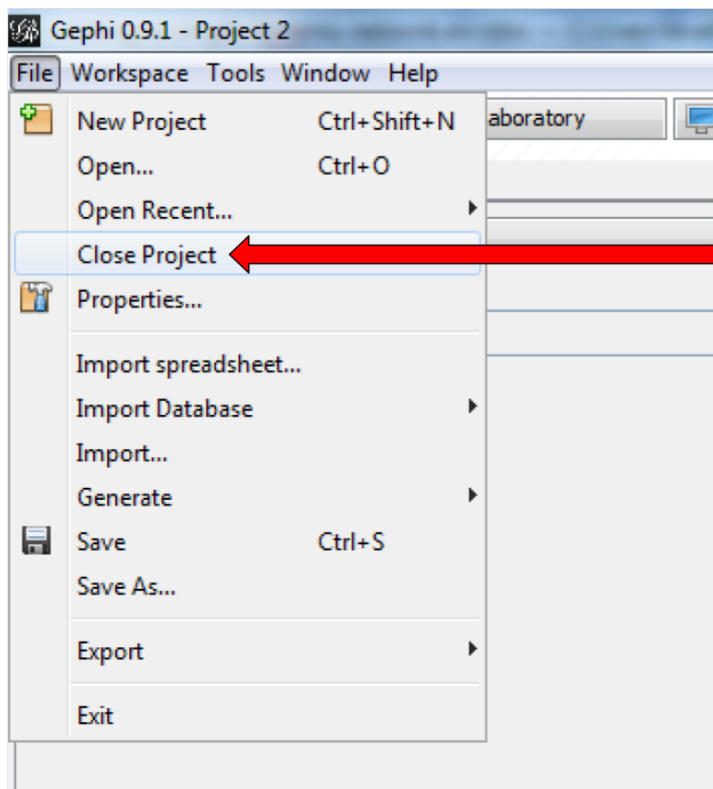 Gephi 0.9.1 - Project 2
File Workspace Tools Window Help
New Project Ctrl+Shift+N
aboratory
Open... Ctrl+O
Open Recent...
Close Project
Properties...
Import spreadsheet...
Import Database
Import...
Generate
Save Ctrl+S
Save As...
Export
Exit